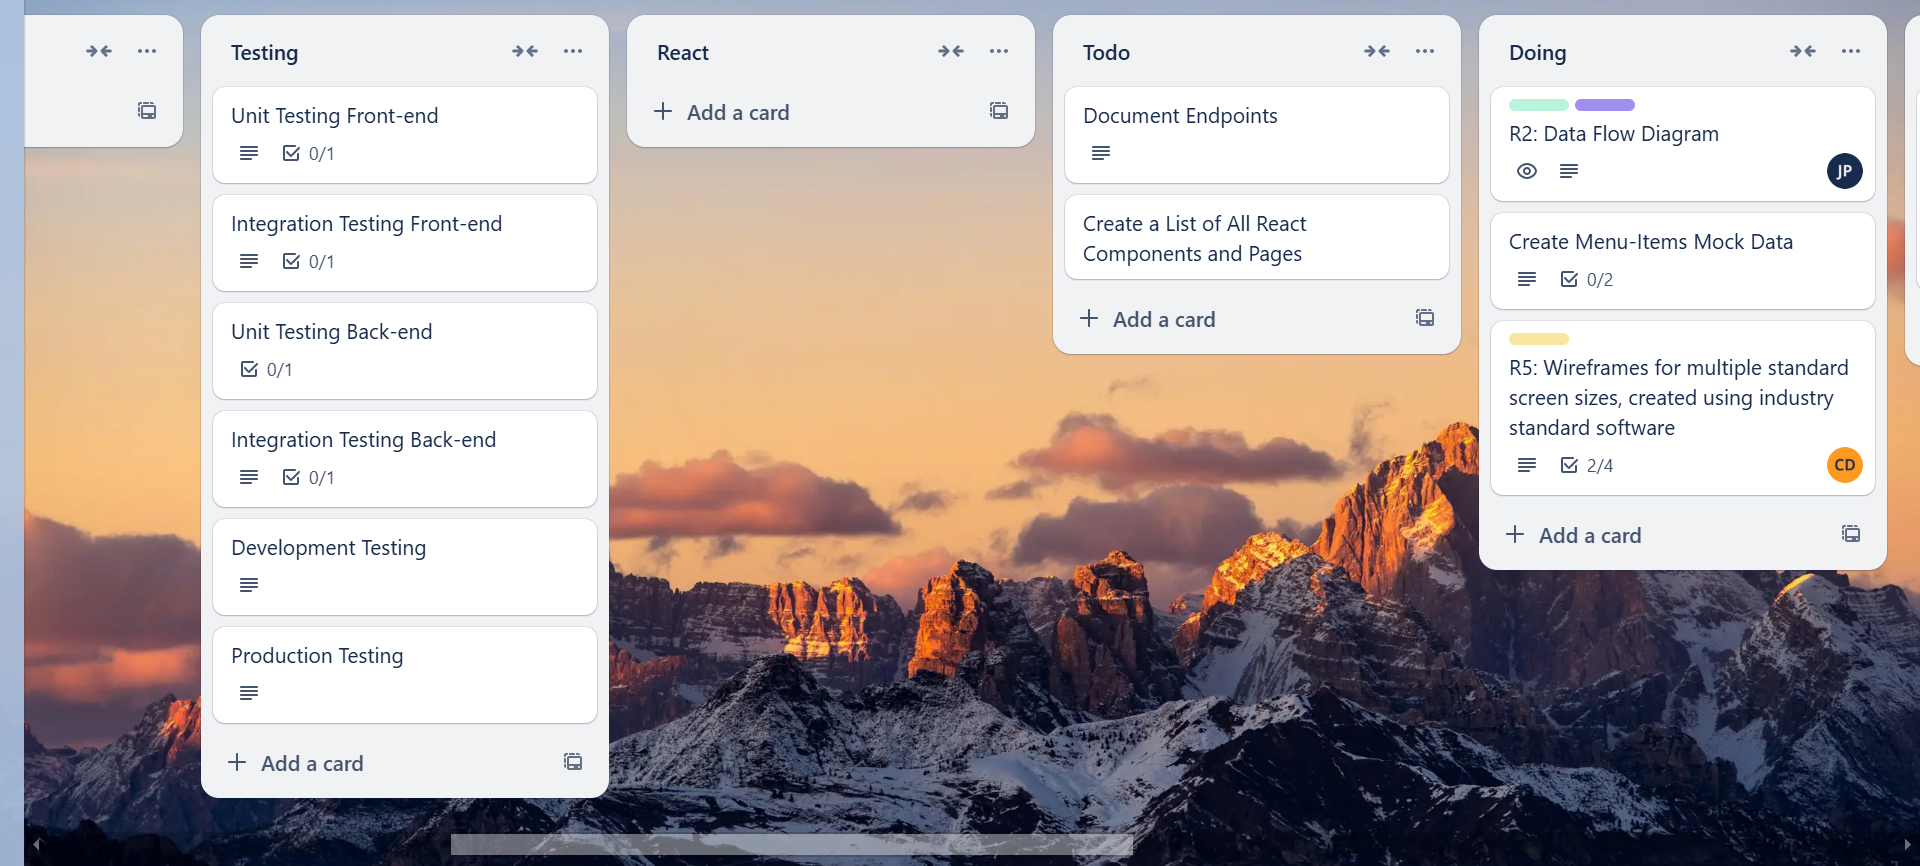 Testing
Unit Testing Front-end
0/1
Integration Testing Front-end
0/1
Unit Testing Back-end
0/1
Integration Testing Back-end
0/1
Development Testing
Production Testing
Add a card
React
Add a card
Todo
Document Endpoints
Create a List of All React
Components and Pages
Add a card
Doing
R2: Data Flow Diagram
JP
Create Menu-Items Mock Data
0/2
R5: Wireframes for multiple standard
screen sizes, created using industry
standard software
2/4
CD
Add a card